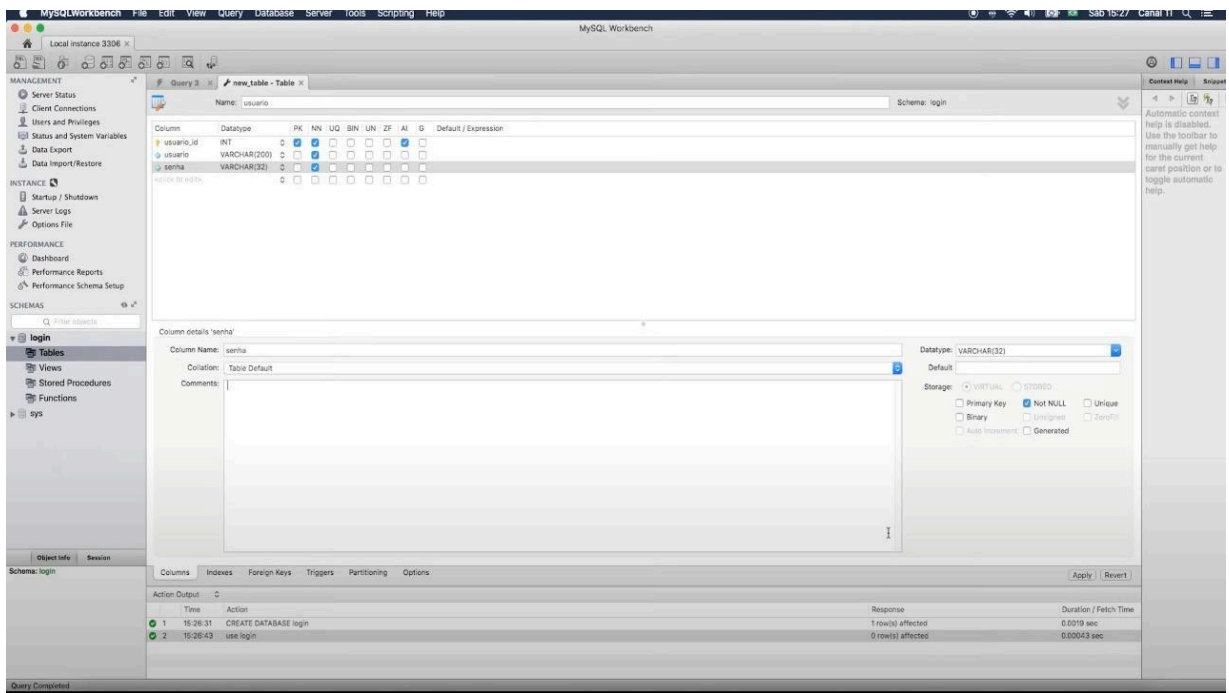 MySQLWorkbench File Edit View Query Database Server Tools Scripting Help Sáb 15:27 Canal TI
MySQL Workbench
Local instance 3306
MANAGEMENT
Server Status
Client Connections
Users and Privileges
Status and System Variables
Data Export
Data Import/Restore
INSTANCE
Startup / Shutdown
Server Logs
Options File
PERFORMANCE
Dashboard
Performance Reports
Performance Schema Setup
SCHEMAS
Filter objects
login
Tables
Views
Stored Procedures
Functions
sys
Object Info Session
Schema: login
Query 3 new_table - Table
Name: usuario Schema: login
Column Datatype PK NN UQ BIN UN ZF AI G Default / Expression
usuario_id INT
usuario VARCHAR(200)
senha VARCHAR(32)
<click to edit>
Column details 'senha'
Column Name: senha Datatype: VARCHAR(32)
Collation: Table Default Default
Comments: Storage: VIRTUAL STORED
Primary Key Not NULL Unique
Binary Unsigned ZeroFill
Auto Increment Generated
Columns Indexes Foreign Keys Triggers Partitioning Options Apply Revert
Action Output
Time Action Response Duration / Fetch Time
1 15:26:31 CREATE DATABASE login 1 row(s) affected 0.0019 sec
2 15:26:43 use login 0 row(s) affected 0.00043 sec
Context Help Snippet
Automatic context
help is disabled.
Use the toolbar to
manually get help
for the current
caret position or to
toggle automatic
help.
Query Completed